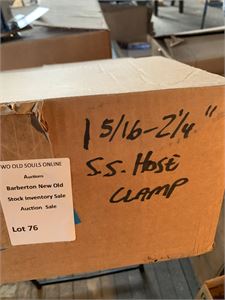 1 5/16-2 1/4"
S.S. HOSE
CLAMP
TWO OLD SOULS ONLINE
Auctions
Barberton New Old
Stock Inventory Sale
Auction Sale
Lot 76